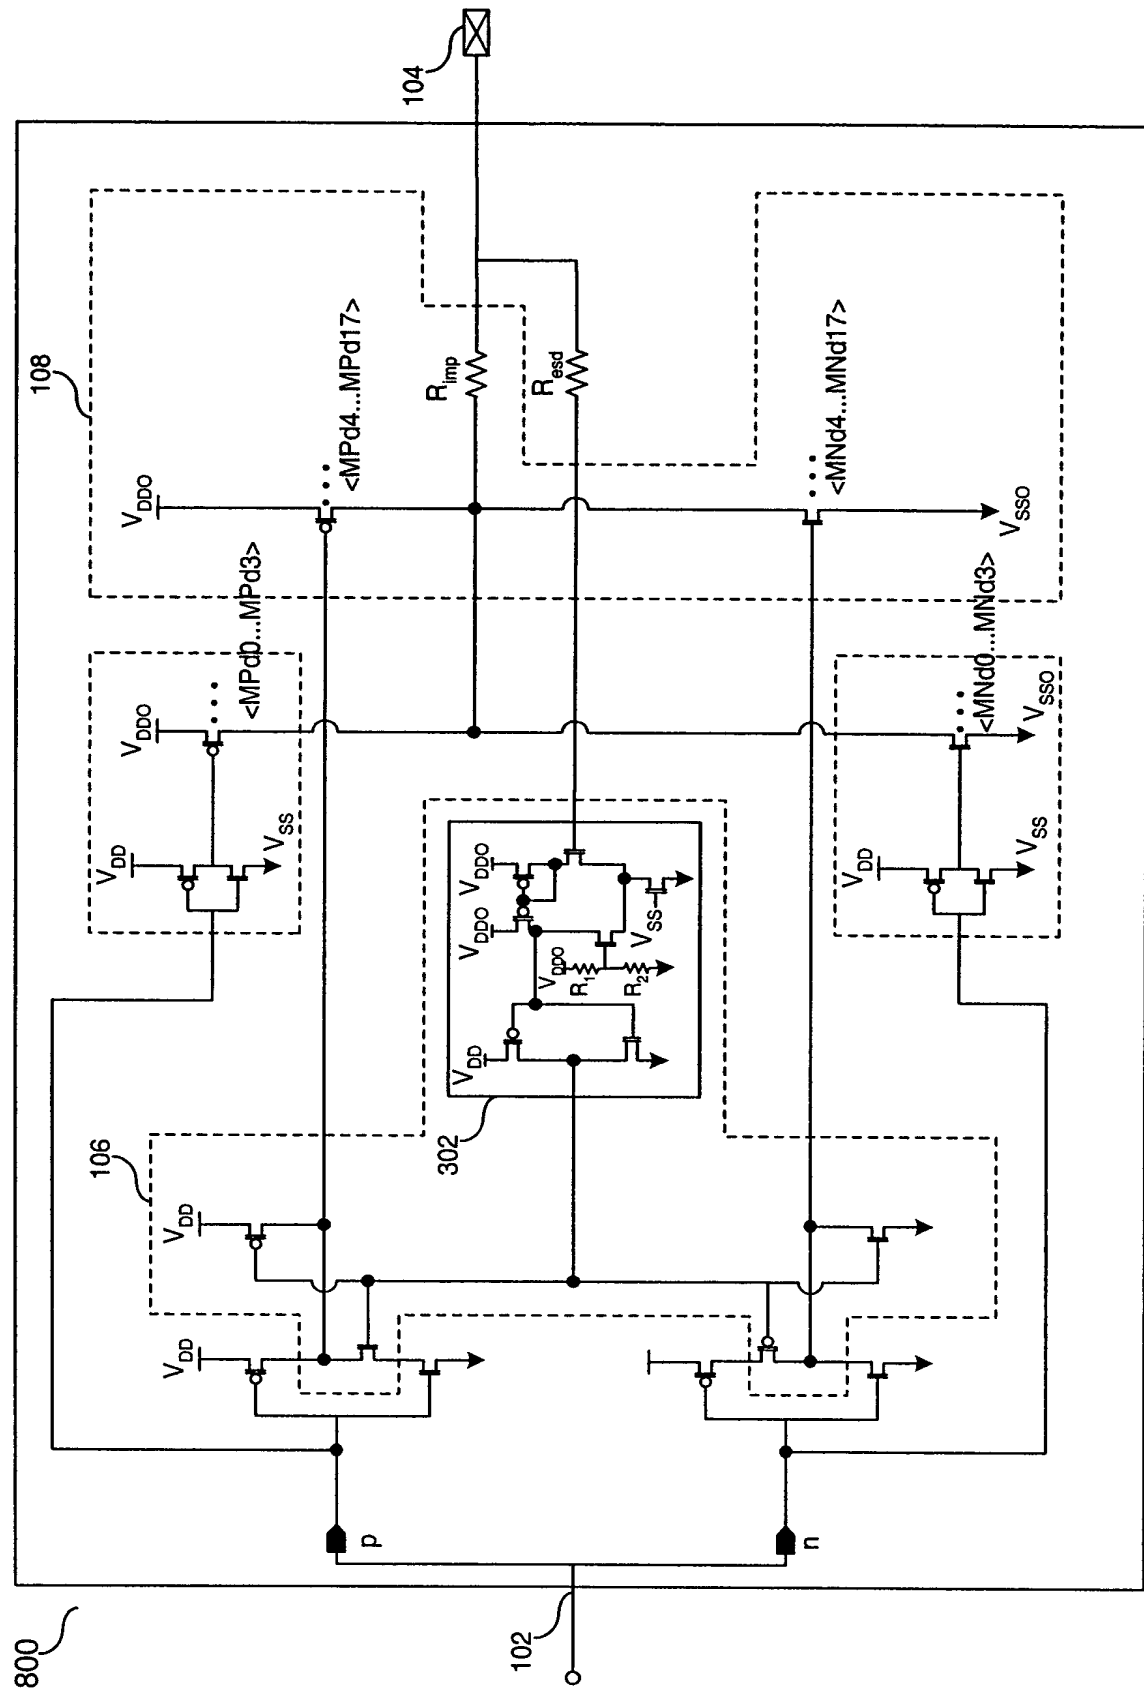 800
102
p
n
106
V_DD
V_DD
302
V_DD
V_DDO
V_DDO
V_DDO
R_1
R_2
V_SS
V_DD
V_SS
V_DDO
<MPd0...MPd3>
V_DD
V_SS
<MNd0...MNd3>
V_SSO
108
V_DDO
<MPd4...MPd17>
R_imp
R_esd
<MNd4...MNd17>
V_SSO
104